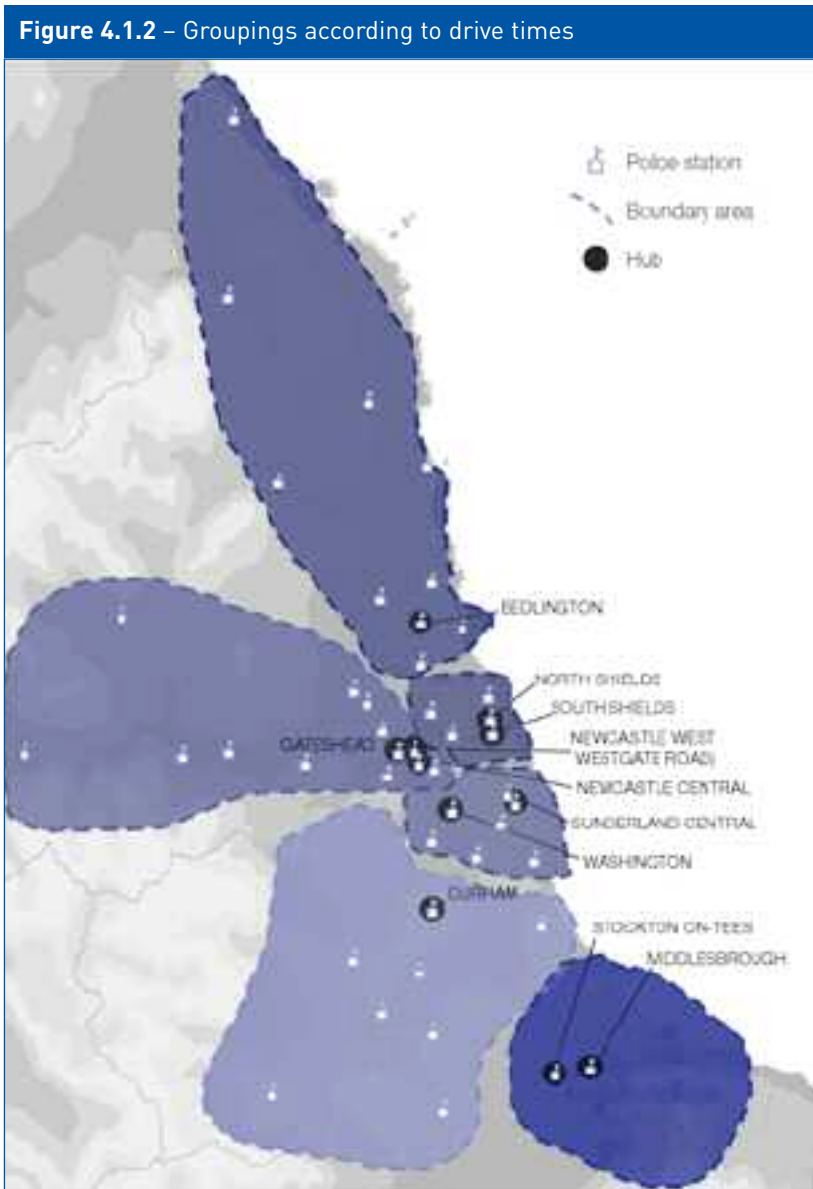 Figure 4.1.2 – Groupings according to drive times
Police station
Boundary area
Hub
BEDLINGTON
NORTH SHIELDS
SOUTH SHIELDS
GATESHEAD
NEWCASTLE WEST
WESTGATE ROAD)
NEWCASTLE CENTRAL
SUNDERLAND CENTRAL
WASHINGTON
DURHAM
STOCKTON ON-TEES
MIDDLESBROUGH